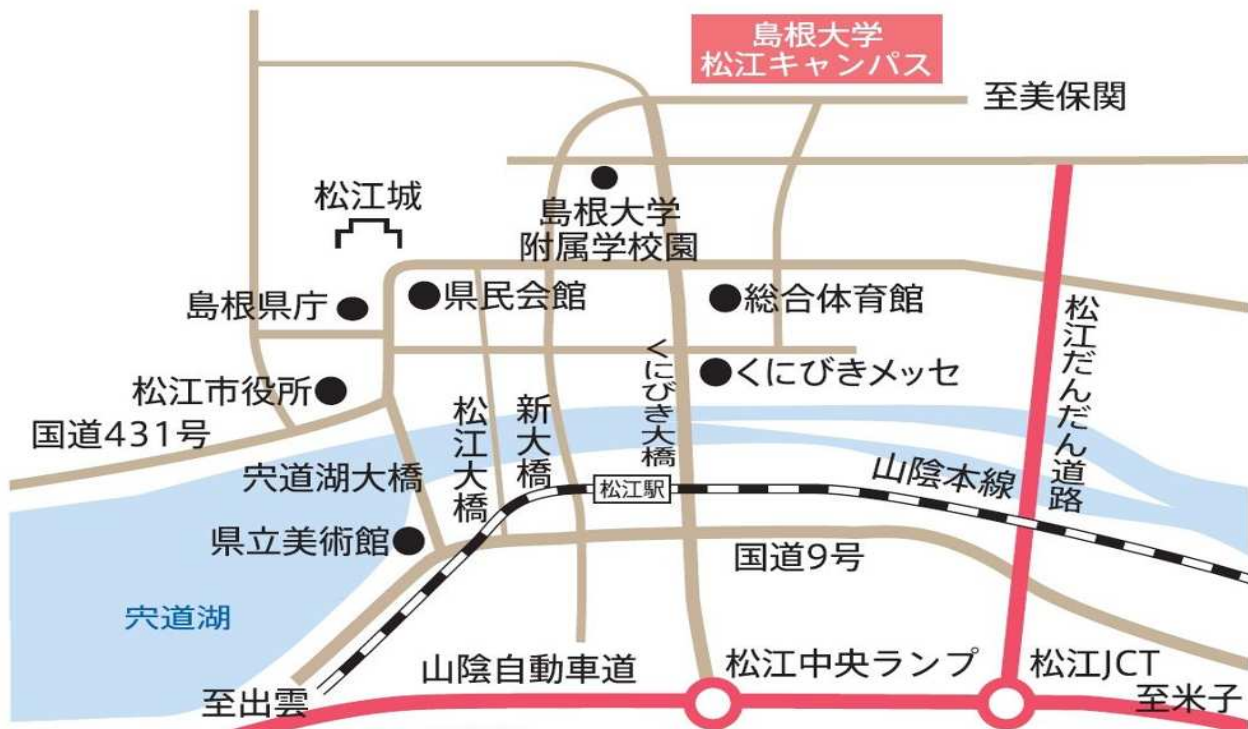 島根大学
松江キャンパス
至美保関
松江城
島根大学
附属学校園
島根県庁
県民会館
総合体育館
松江だんだん道路
くにびき大橋
くにびきメッセ
松江市役所
国道431号
松江大橋
新大橋
宍道湖大橋
松江駅
山陰本線
県立美術館
国道9号
宍道湖
山陰自動車道
松江中央ランプ
松江JCT
至出雲
至米子